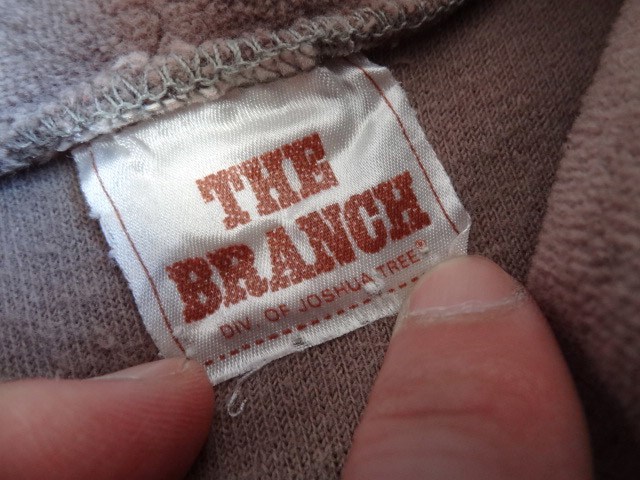 THE
BRANCH
DIV. OF JOSHUA TREE®